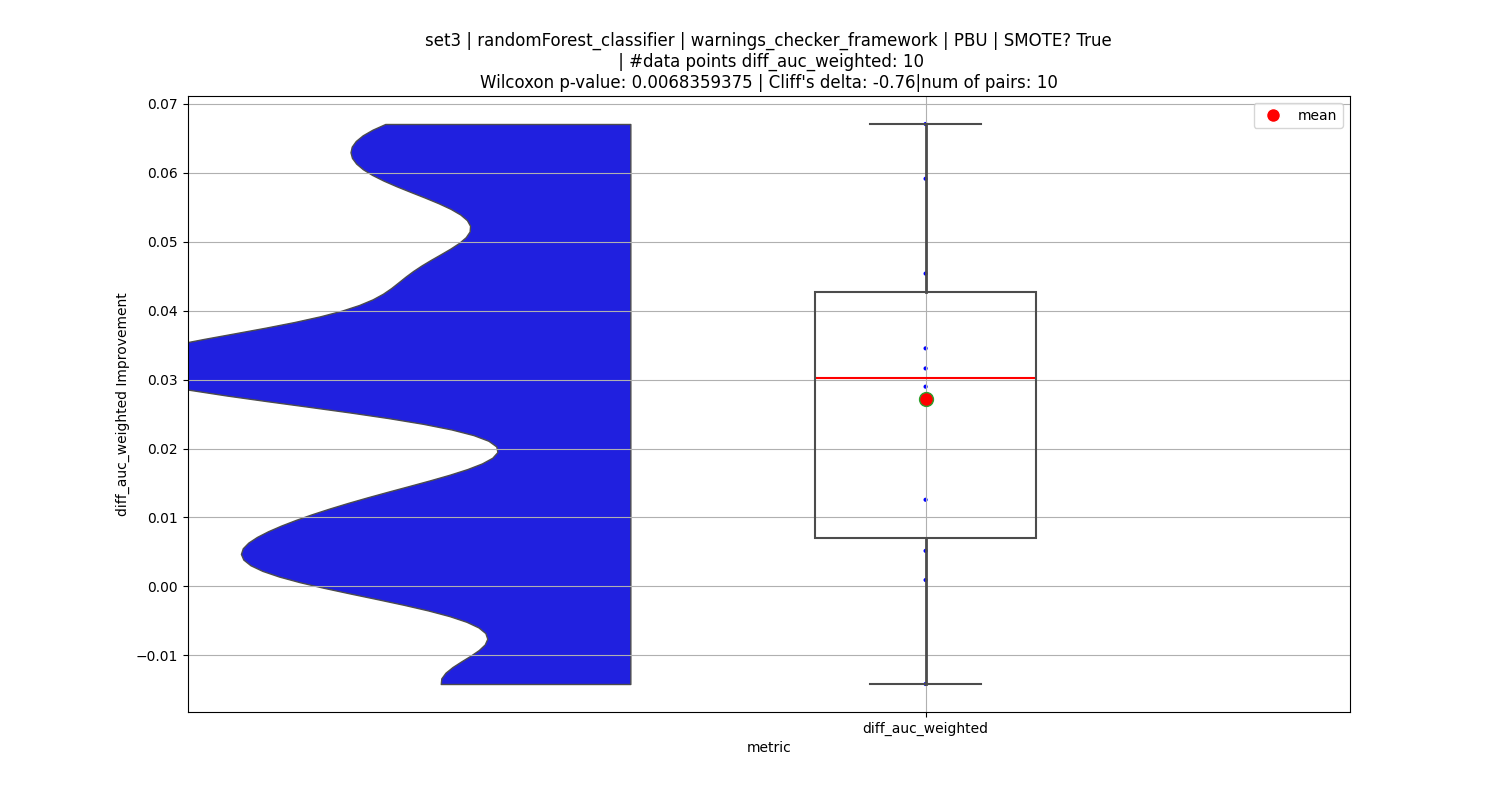 set3 | randomForest_classifier | warnings_checker_framework | PBU | SMOTE? True
| #data points diff_auc_weighted: 10
Wilcoxon p-value: 0.0068359375 | Cliff's delta: -0.76|num of pairs: 10
mean
0.07
0.06
0.05
0.04
0.03
0.02
0.01
0.00
−0.01
diff_auc_weighted Improvement
diff_auc_weighted
metric